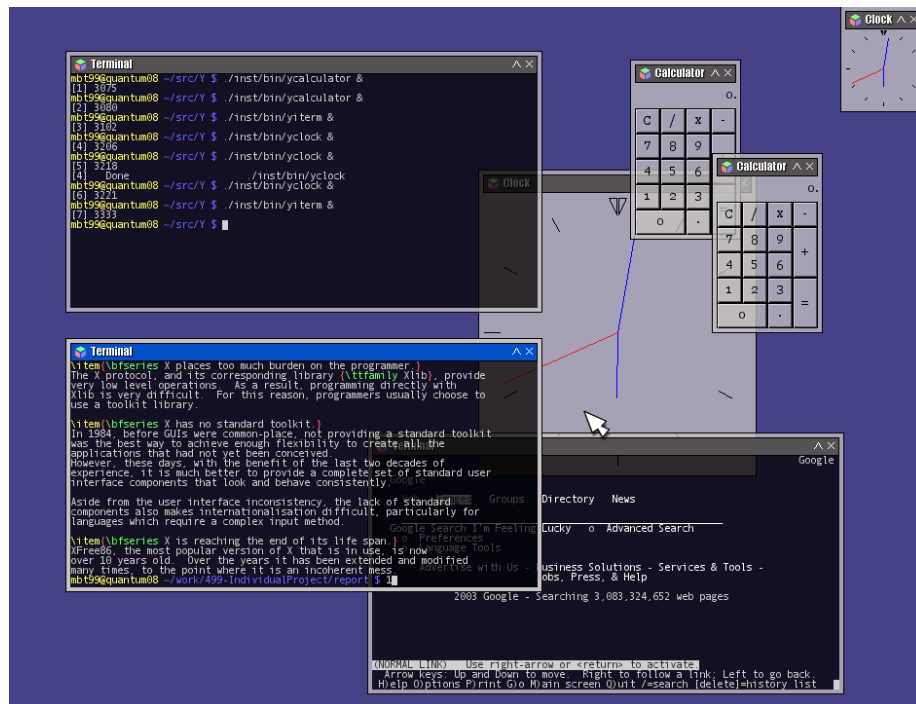 Clock
Terminal
mbt99@quantum08 ~/src/Y $ ./inst/bin/ycalculator &
[1] 3075
mbt99@quantum08 ~/src/Y $ ./inst/bin/ycalculator &
[2] 3080
mbt99@quantum08 ~/src/Y $ ./inst/bin/yiterm &
[3] 3102
mbt99@quantum08 ~/src/Y $ ./inst/bin/yclock &
[4] 3206
mbt99@quantum08 ~/src/Y $ ./inst/bin/yclock &
[5] 3218
[4]   Done                    ./inst/bin/yclock
mbt99@quantum08 ~/src/Y $ ./inst/bin/yclock &
[6] 3221
mbt99@quantum08 ~/src/Y $ ./inst/bin/yiterm &
[7] 3333
mbt99@quantum08 ~/src/Y $
Calculator
0.
C / x -
7 8 9
4 5 6
1 2 3
0 .
Clock
Calculator
0.
C / x -
7 8 9
+
4 5 6
1 2 3
=
0 .
Terminal
\item{\bfseries X places too much burden on the programmer.}
The X protocol, and its corresponding library {\ttfamily Xlib}, provide
very low level operations.  As a result, programming directly with
Xlib is very difficult.  For this reason, programmers usually choose to
use a toolkit library.
\item{\bfseries X has no standard toolkit.}
In 1984, before GUIs were common-place, not providing a standard toolkit
was the best way to achieve enough flexibility to create all the
applications that had not yet been conceived.
However, these days, with the benefit of the last two decades of
experience, it is much better to provide a complete set of standard user
interface components that look and behave consistently.
Aside from the user interface inconsistency, the lack of standard
components also makes internationalisation difficult, particularly for
languages which require a complex input method.
\item{\bfseries X is reaching the end of its life span.}
XFree86, the most popular version of X that is in use, is now
over 10 years old.  Over the years it has been extended and modified
many times, to the point where it is an incoherent mess.
mbt99@quantum08 ~/work/499-IndividualProject/report $ l
Terminal
Google
Google
Groups Directory News
Google Search I'm Feeling Lucky o Advanced Search
o Preferences
Language Tools
Advertise with Us - Business Solutions - Services & Tools -
Jobs, Press, & Help
2003 Google - Searching 3,083,324,652 web pages
(NORMAL LINK) Use right-arrow or <return> to activate.
Arrow keys: Up and Down to move. Right to follow a link; Left to go back.
H)elp O)ptions P)rint G)o M)ain screen Q)uit /=search [delete]=history list